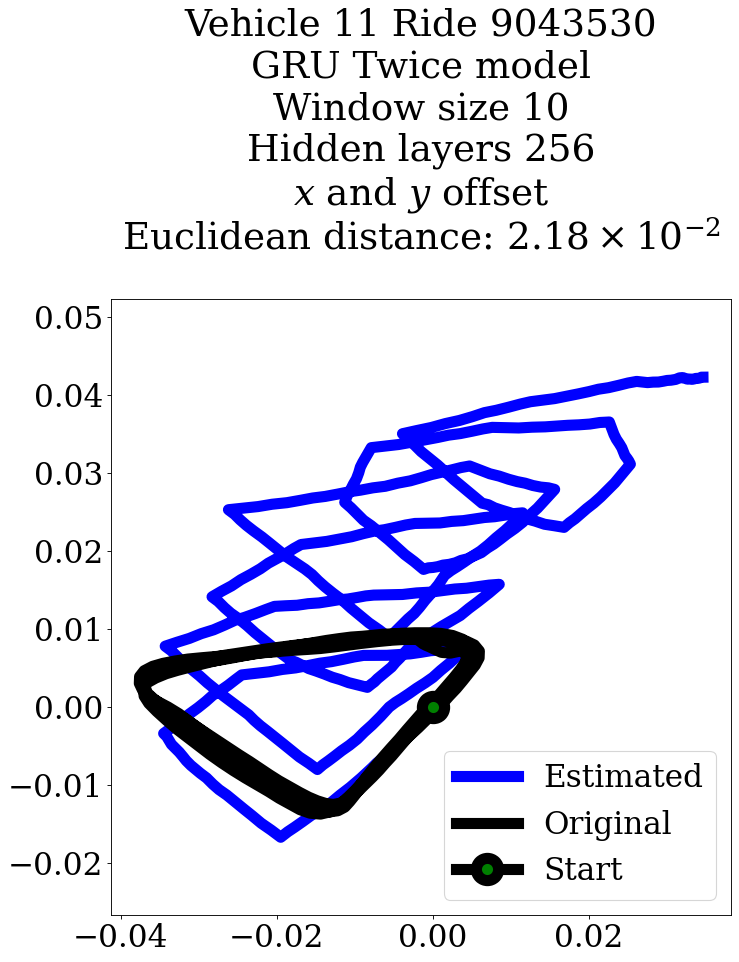 Vehicle 11 Ride 9043530
GRU Twice model
Window size 10
Hidden layers 256
x and y offset
Euclidean distance: 2.18 × 10⁻²
0.05
0.04
0.03
0.02
0.01
0.00
−0.01
−0.02
Estimated
Original
Start
−0.04
−0.02
0.00
0.02